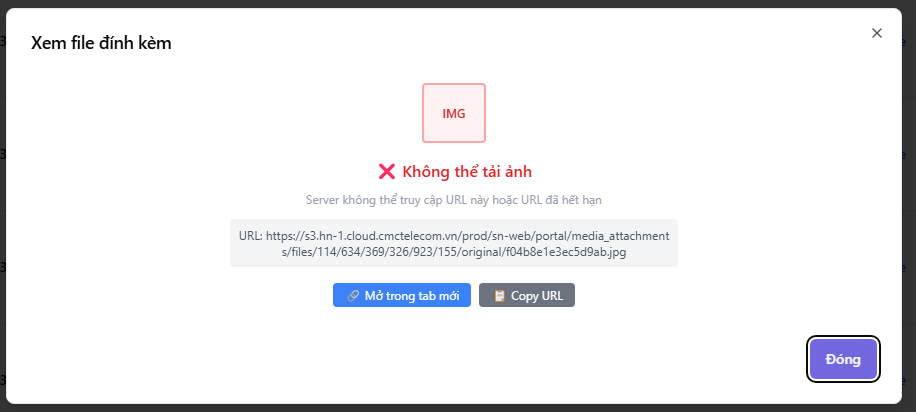 Xem file đính kèm
×
IMG
❌ Không thể tải ảnh
Server không thể truy cập URL này hoặc URL đã hết hạn
URL: https://s3.hn-1.cloud.cmctelecom.vn/prod/sn-web/portal/media_attachment
s/files/114/634/369/326/923/155/original/f04b8e1e3ec5d9ab.jpg
🔗 Mở trong tab mới
📋 Copy URL
Đóng